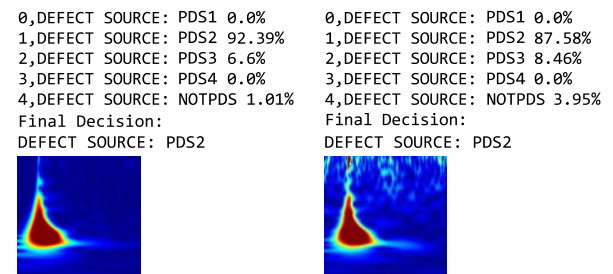 0,DEFECT SOURCE: PDS1 0.0%
1,DEFECT SOURCE: PDS2 92.39%
2,DEFECT SOURCE: PDS3 6.6%
3,DEFECT SOURCE: PDS4 0.0%
4,DEFECT SOURCE: NOTPDS 1.01%
Final Decision:
DEFECT SOURCE: PDS2
0,DEFECT SOURCE: PDS1 0.0%
1,DEFECT SOURCE: PDS2 87.58%
2,DEFECT SOURCE: PDS3 8.46%
3,DEFECT SOURCE: PDS4 0.0%
4,DEFECT SOURCE: NOTPDS 3.95%
Final Decision:
DEFECT SOURCE: PDS2